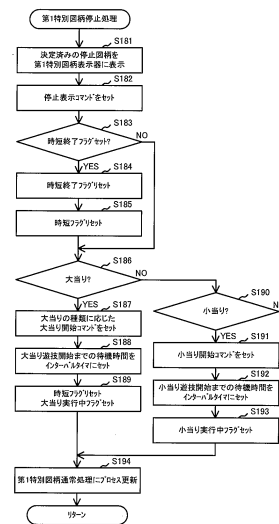 第1特別図柄停止処理
S181
決定済みの停止図柄を
第1特別図柄表示器に表示
S182
停止表示コマンドをセット
S183
時短終了フラグセット?
NO
YES
S184
時短終了フラグリセット
S185
時短フラグリセット
S186
大当り?
NO
YES
S187
大当りの種類に応じた
大当り開始コマンドをセット
S188
大当り遊技開始までの待機時間を
インターバルタイマにセット
S189
時短フラグリセット
大当り実行中フラグセット
S190
小当り?
NO
YES
S191
小当り開始コマンドをセット
S192
小当り遊技開始までの待機時間を
インターバルタイマにセット
S193
小当り実行中フラグセット
S194
第1特別図柄通常処理にプロセス更新
リターン